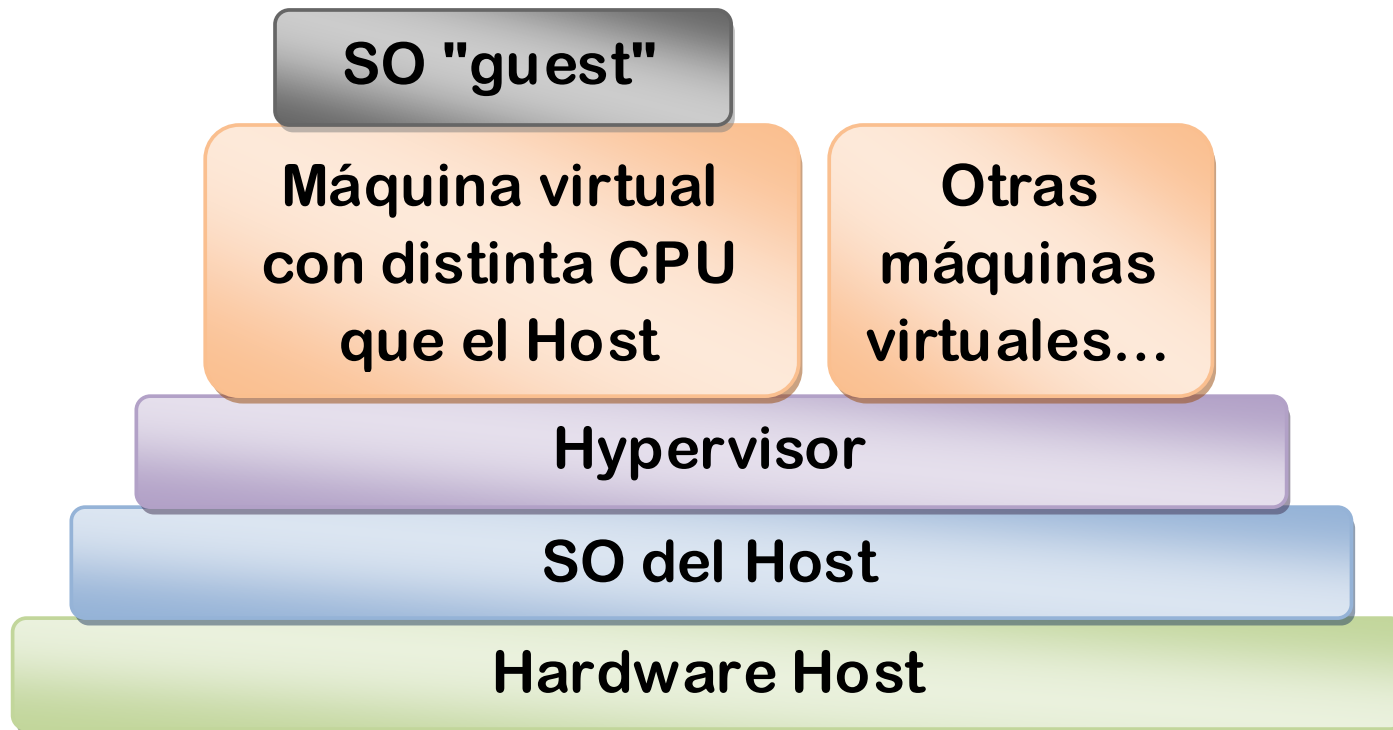 SO "guest"
Máquina virtual
con distinta CPU
que el Host
Otras
máquinas
virtuales...
Hypervisor
SO del Host
Hardware Host